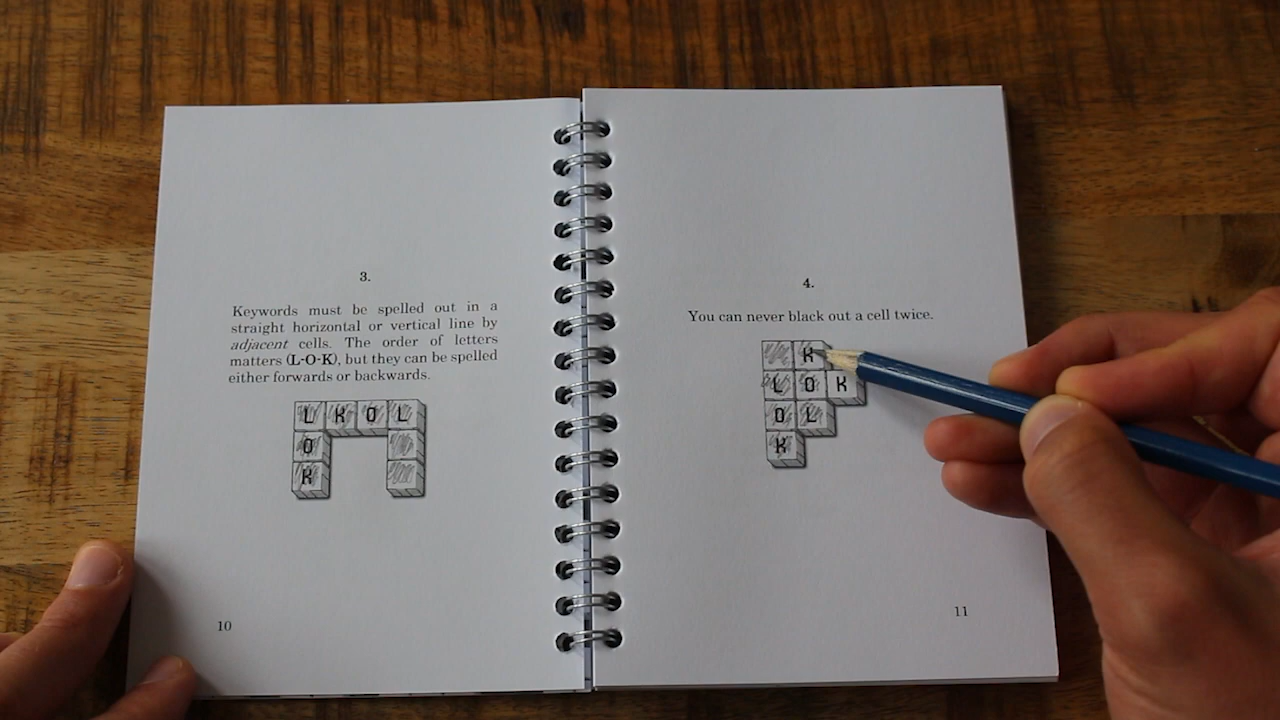 3.
Keywords must be spelled out in a
straight horizontal or vertical line by
adjacent cells. The order of letters
matters (L-O-K), but they can be spelled
either forwards or backwards.
L K O L
O
K
10
4.
You can never black out a cell twice.
K
L O K
O L
K
11